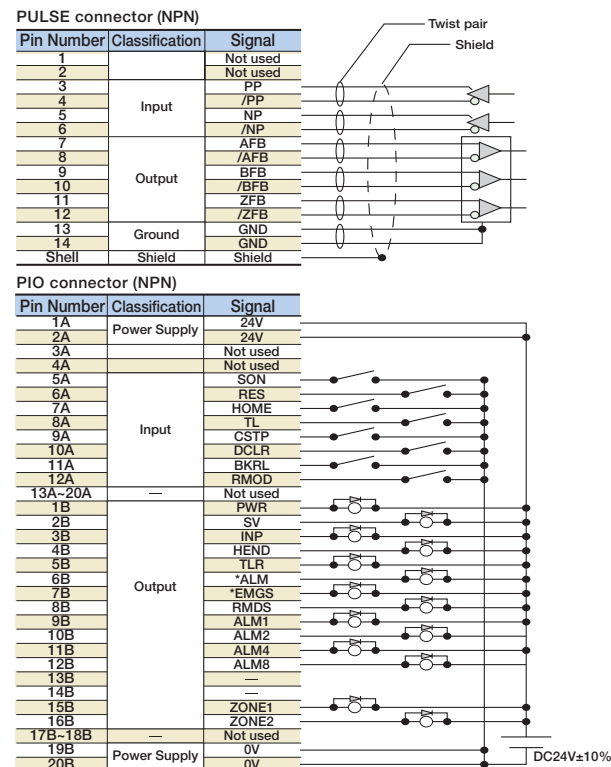 PULSE connector (NPN)
Twist pair
Shield
Pin Number Classification Signal
1 Not used
2 Not used
3 PP
4 /PP
Input
5 NP
6 /NP
7 AFB
8 /AFB
9 BFB
Output
10 /BFB
11 ZFB
12 /ZFB
13 GND
Ground
14 GND
Shell Shield Shield
PIO connector (NPN)
Pin Number Classification Signal
1A 24V
Power Supply
2A 24V
3A Not used
4A Not used
5A SON
6A RES
7A HOME
8A TL
Input
9A CSTP
10A DCLR
11A BKRL
12A RMOD
13A~20A — Not used
1B PWR
2B SV
3B INP
4B HEND
5B TLR
6B *ALM
Output
7B *EMGS
8B RMDS
9B ALM1
10B ALM2
11B ALM4
12B ALM8
13B —
14B —
15B ZONE1
16B ZONE2
17B~18B — Not used
19B 0V
Power Supply
20B 0V
DC24V±10%